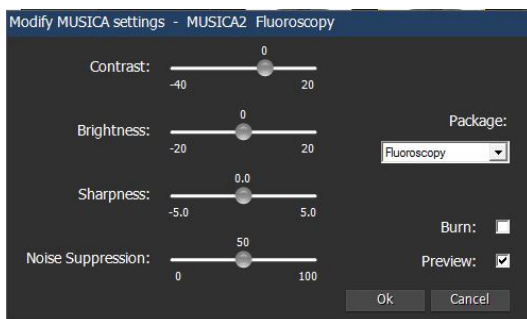 Modify MUSICA settings - MUSICA2 Fluoroscopy
Contrast:
0
-40 20
Brightness:
0
-20 20
Package:
Fluoroscopy
Sharpness:
0.0
-5.0 5.0
Burn:
Noise Suppression:
50
0 100
Preview:
Ok Cancel